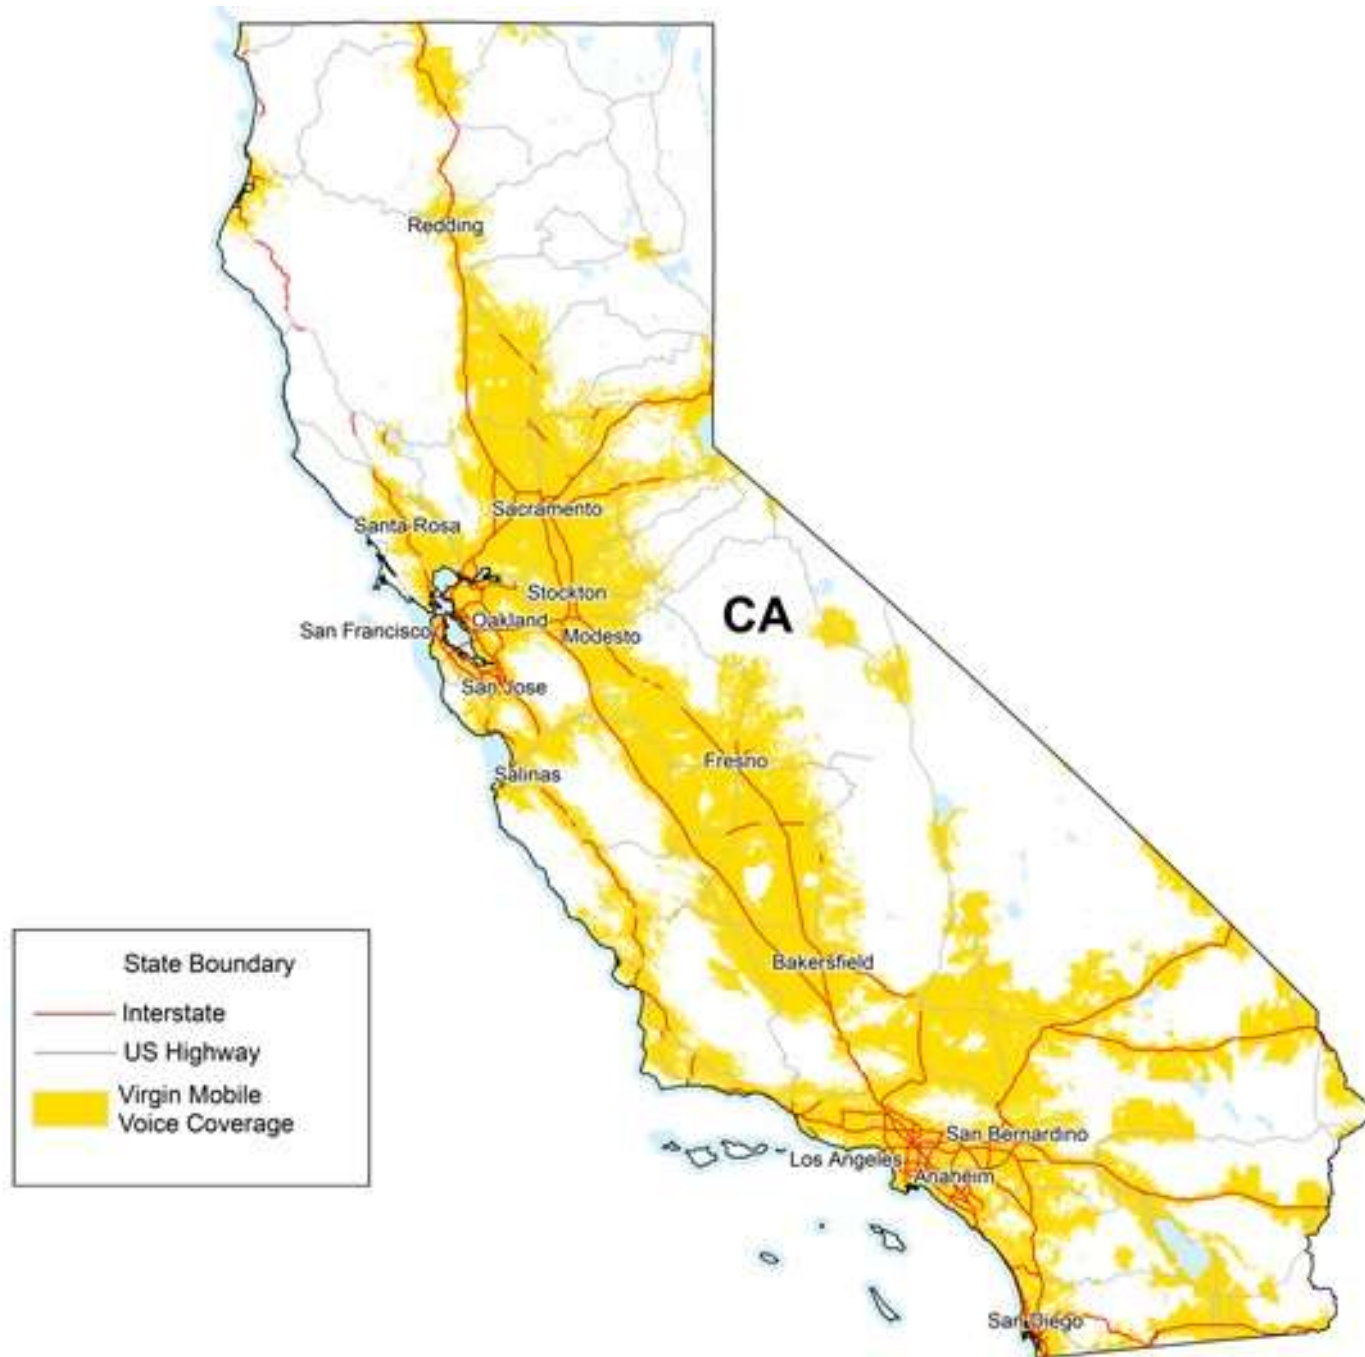 Redding
Sacramento
Santa Rosa
Stockton
CA
Oakland
San Francisco
Modesto
San Jose
Fresno
Salinas
Bakersfield
State Boundary
Interstate
US Highway
Virgin Mobile
Voice Coverage
San Bernardino
Los Angeles
Anaheim
San Diego